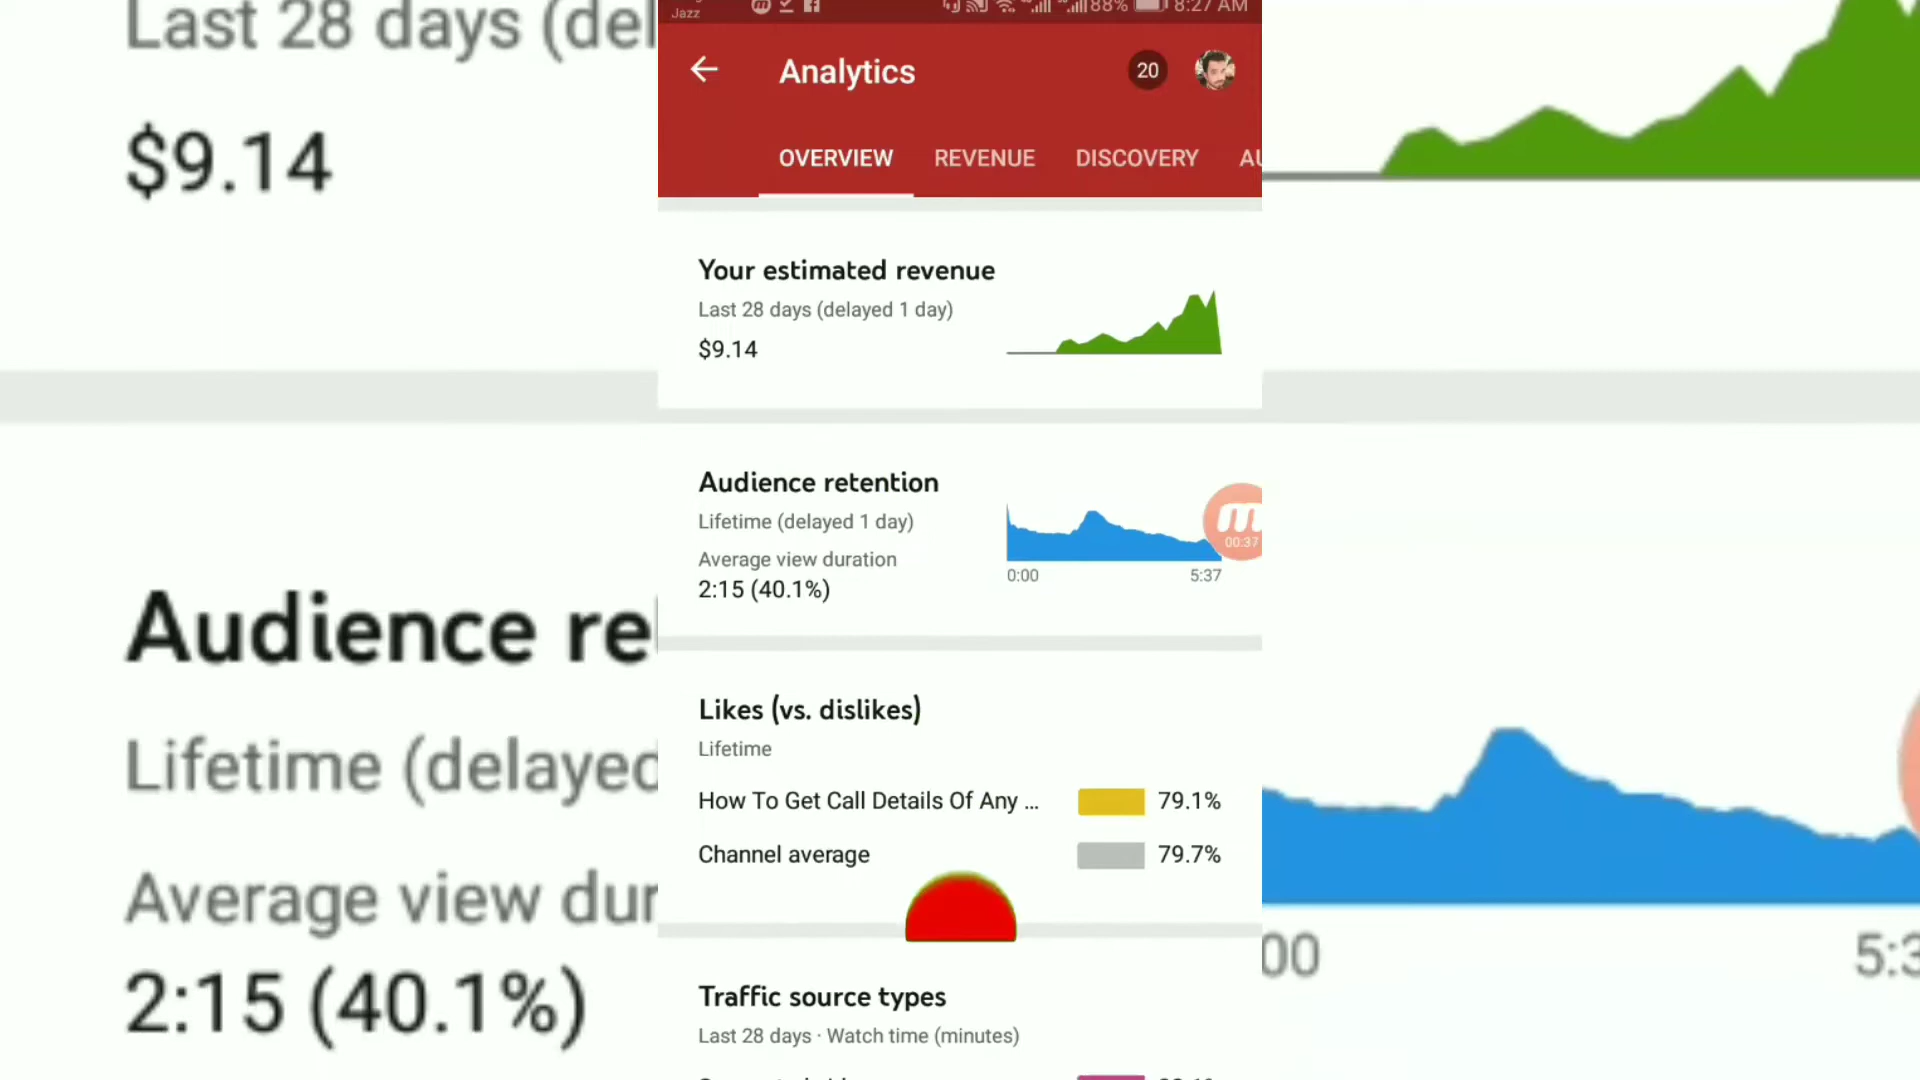 Jazz
88% 8:27 AM
Analytics
20
OVERVIEW REVENUE DISCOVERY AU
Your estimated revenue
Last 28 days (delayed 1 day)
$9.14
Audience retention
Lifetime (delayed 1 day)
Average view duration
2:15 (40.1%)
0:00 5:37
m
00:37
Likes (vs. dislikes)
Lifetime
How To Get Call Details Of Any ... 79.1%
Channel average 79.7%
Traffic source types
Last 28 days · Watch time (minutes)
Last 28 days (del
$9.14
Audience re
Lifetime (delayed
Average view dur
2:15 (40.1%)
00
5:3